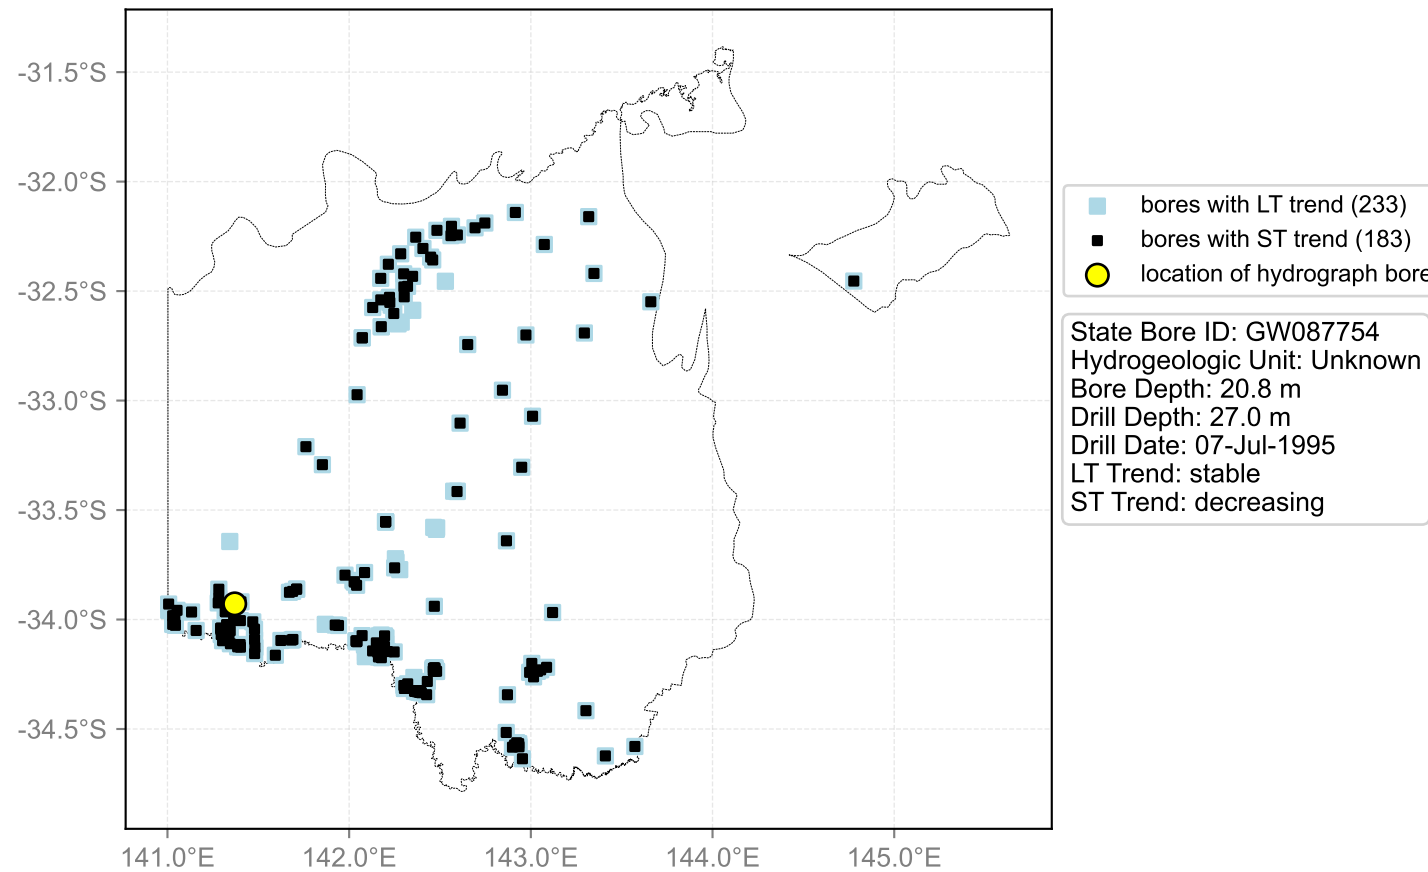 -31.5°S
-32.0°S
-32.5°S
-33.0°S
-33.5°S
-34.0°S
-34.5°S
141.0°E 142.0°E 143.0°E 144.0°E 145.0°E
bores with LT trend (233)
bores with ST trend (183)
location of hydrograph bore
State Bore ID: GW087754
Hydrogeologic Unit: Unknown
Bore Depth: 20.8 m
Drill Depth: 27.0 m
Drill Date: 07-Jul-1995
LT Trend: stable
ST Trend: decreasing